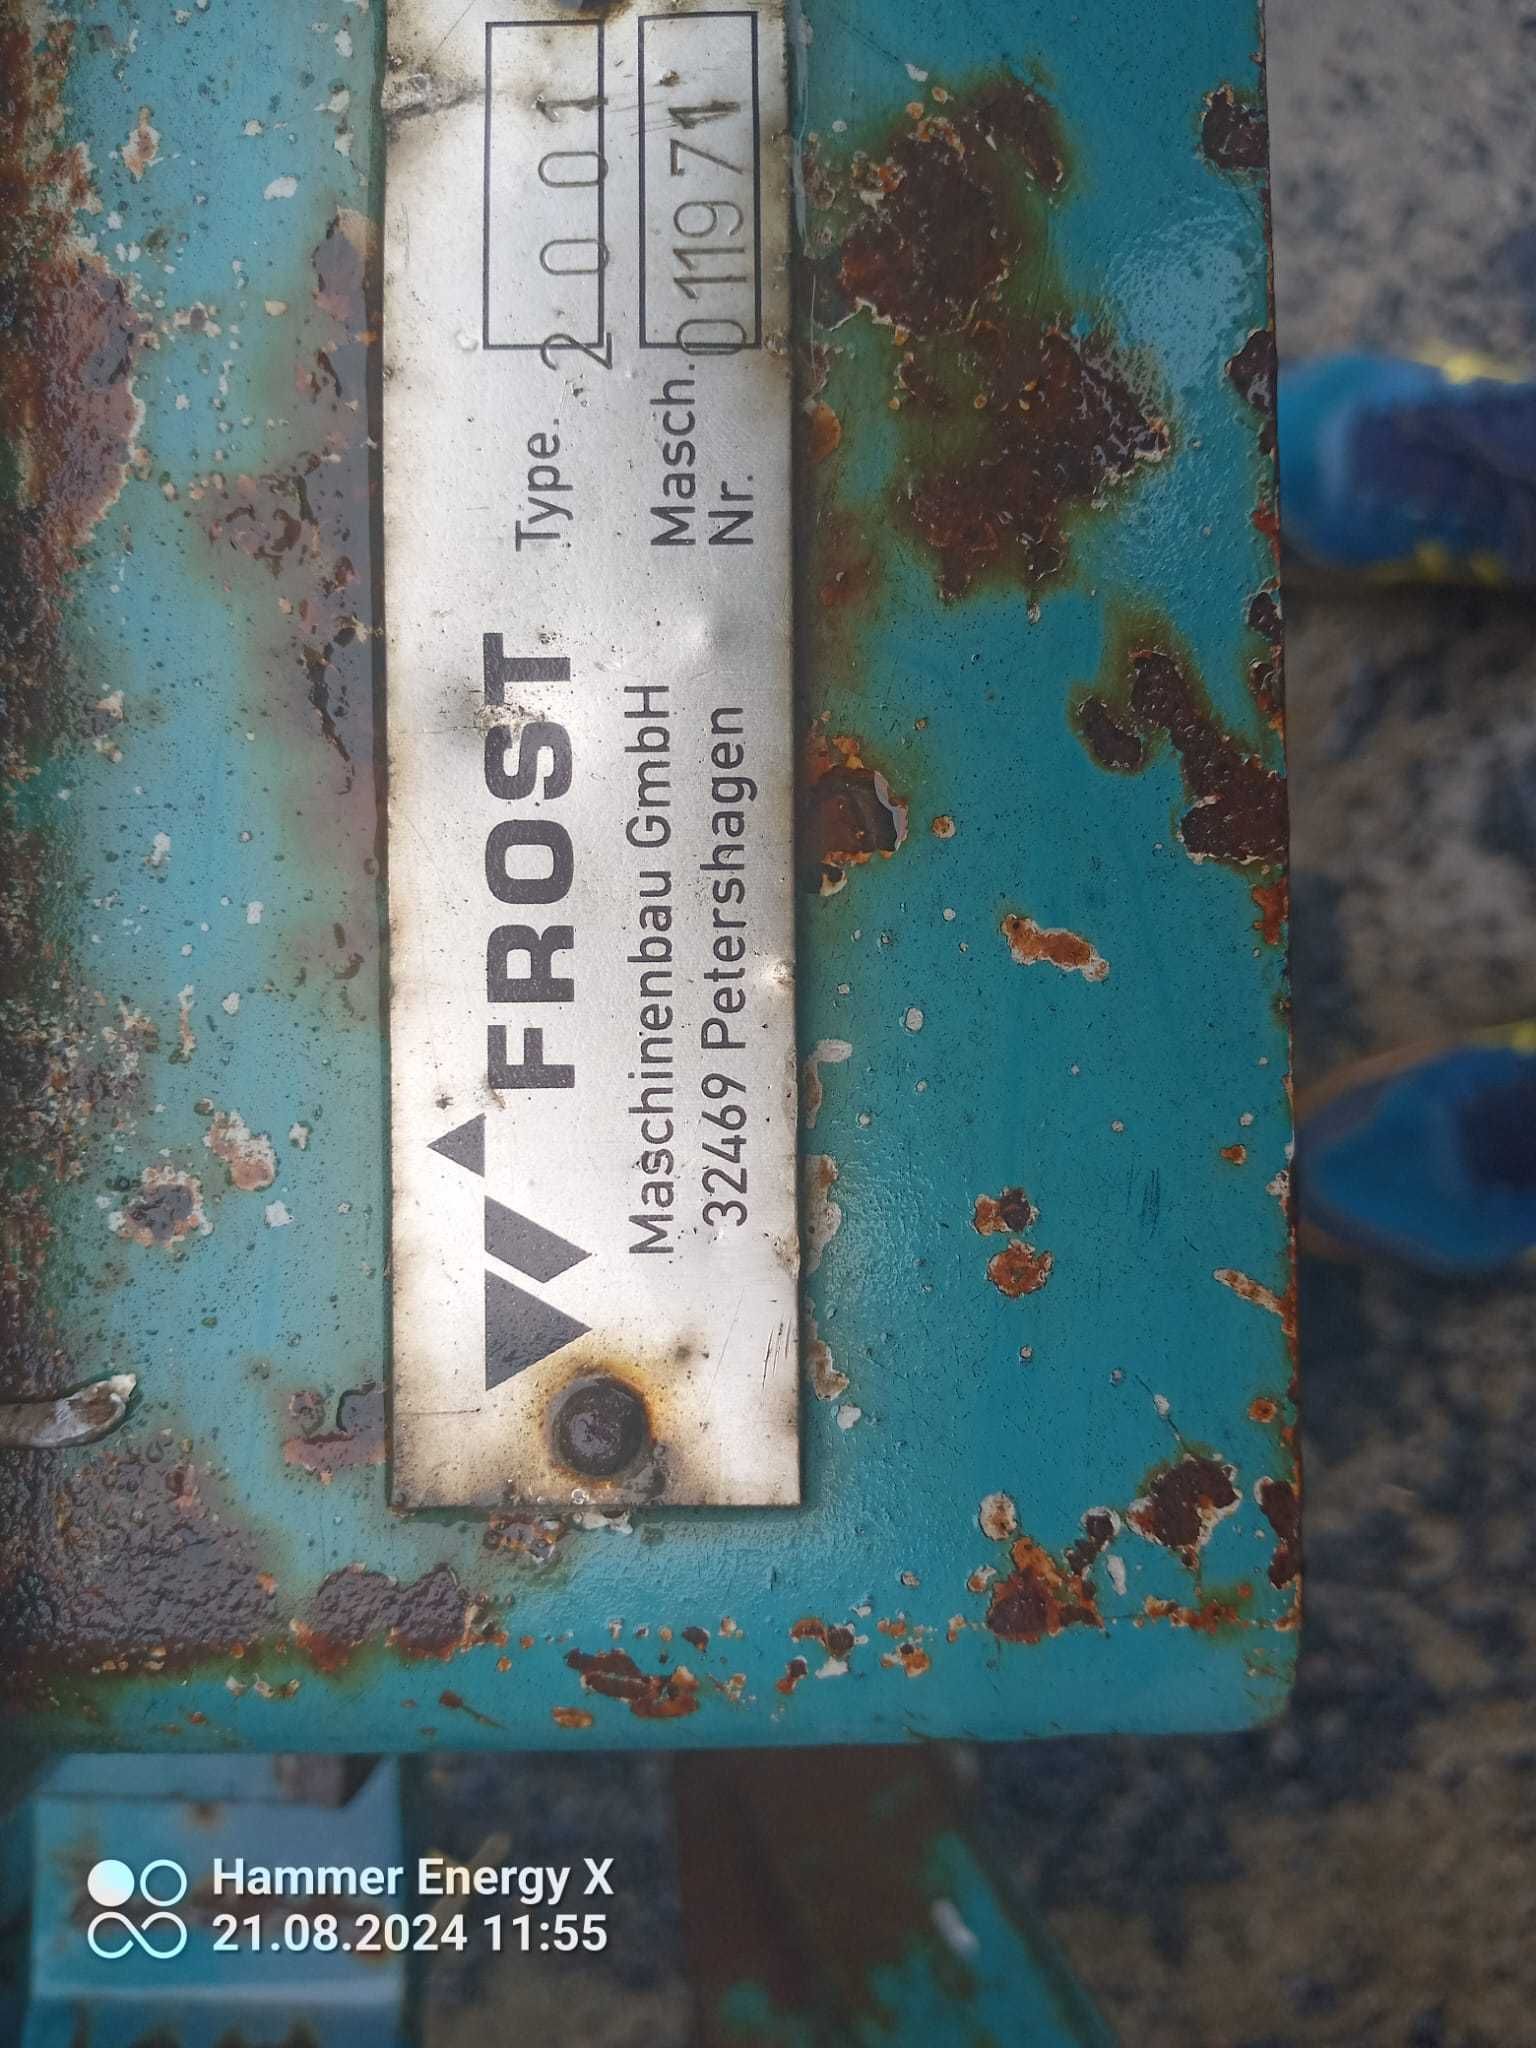 FROST
Maschinenbau GmbH
32469 Petershagen
Type. 2001
Masch. 011971
Nr.
Hammer Energy X
21.08.2024 11:55